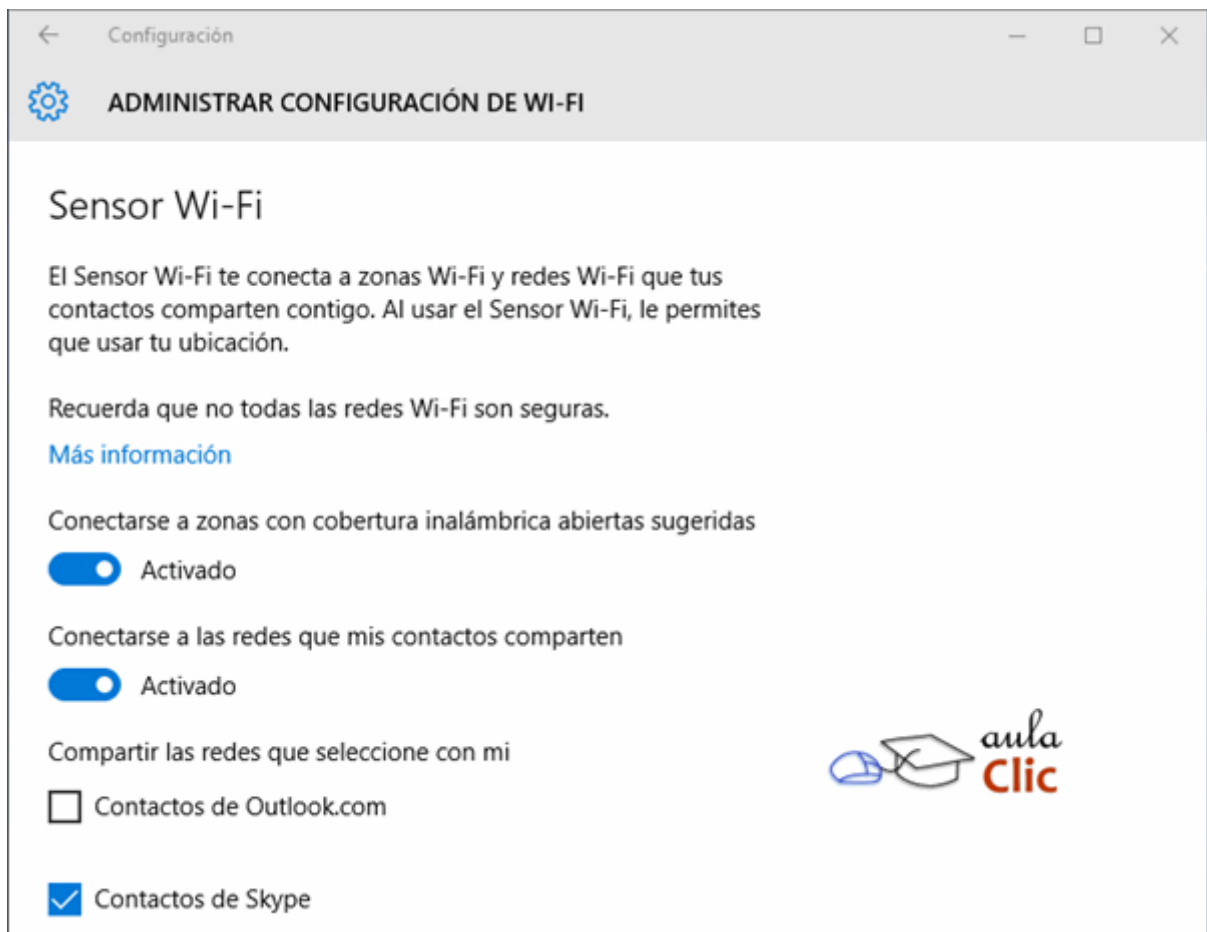 Configuración
ADMINISTRAR CONFIGURACIÓN DE WI-FI
Sensor Wi-Fi
El Sensor Wi-Fi te conecta a zonas Wi-Fi y redes Wi-Fi que tus
contactos comparten contigo. Al usar el Sensor Wi-Fi, le permites
que usar tu ubicación.
Recuerda que no todas las redes Wi-Fi son seguras.
Más información
Conectarse a zonas con cobertura inalámbrica abiertas sugeridas
Activado
Conectarse a las redes que mis contactos comparten
Activado
Compartir las redes que seleccione con mi
aula
Clic
Contactos de Outlook.com
Contactos de Skype